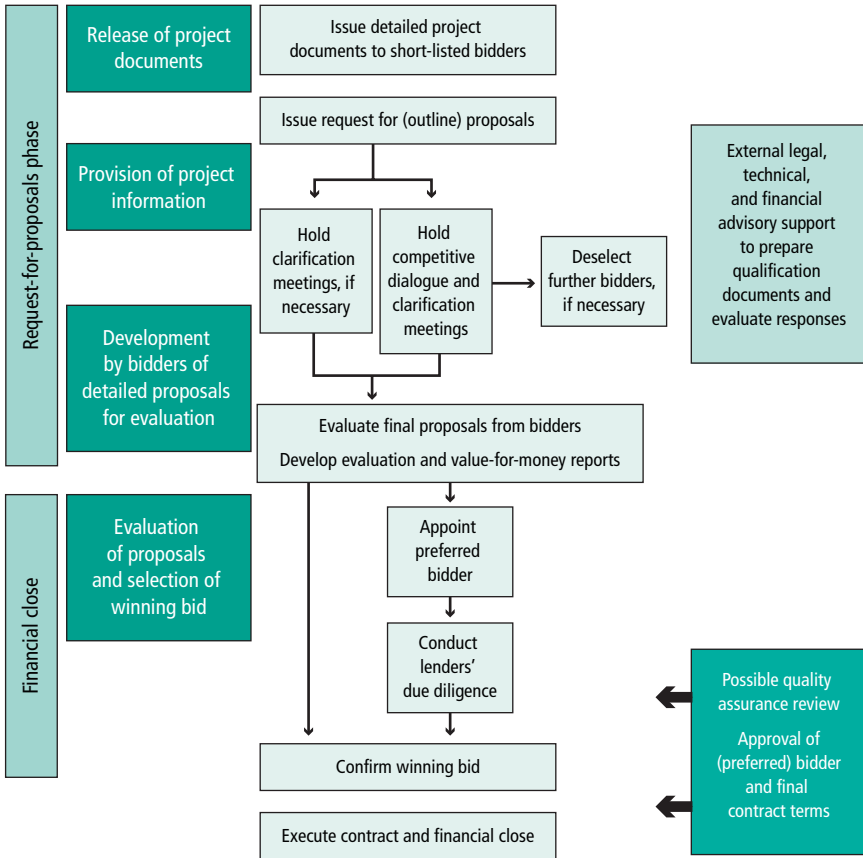 Request-for-proposals phase
Release of project
documents
Issue detailed project
documents to short-listed bidders
Issue request for (outline) proposals
Provision of project
information
Hold
clarification
meetings, if
necessary
Hold
competitive
dialogue and
clarification
meetings
Deselect
further bidders,
if necessary
External legal,
technical,
and financial
advisory support
to prepare
qualification
documents and
evaluate responses
Development
by bidders of
detailed proposals
for evaluation
Evaluate final proposals from bidders
Develop evaluation and value-for-money reports
Financial close
Evaluation
of proposals
and selection of
winning bid
Appoint
preferred
bidder
Conduct
lenders’
due diligence
Possible quality
assurance review
Approval of
(preferred) bidder
and final
contract terms
Confirm winning bid
Execute contract and financial close